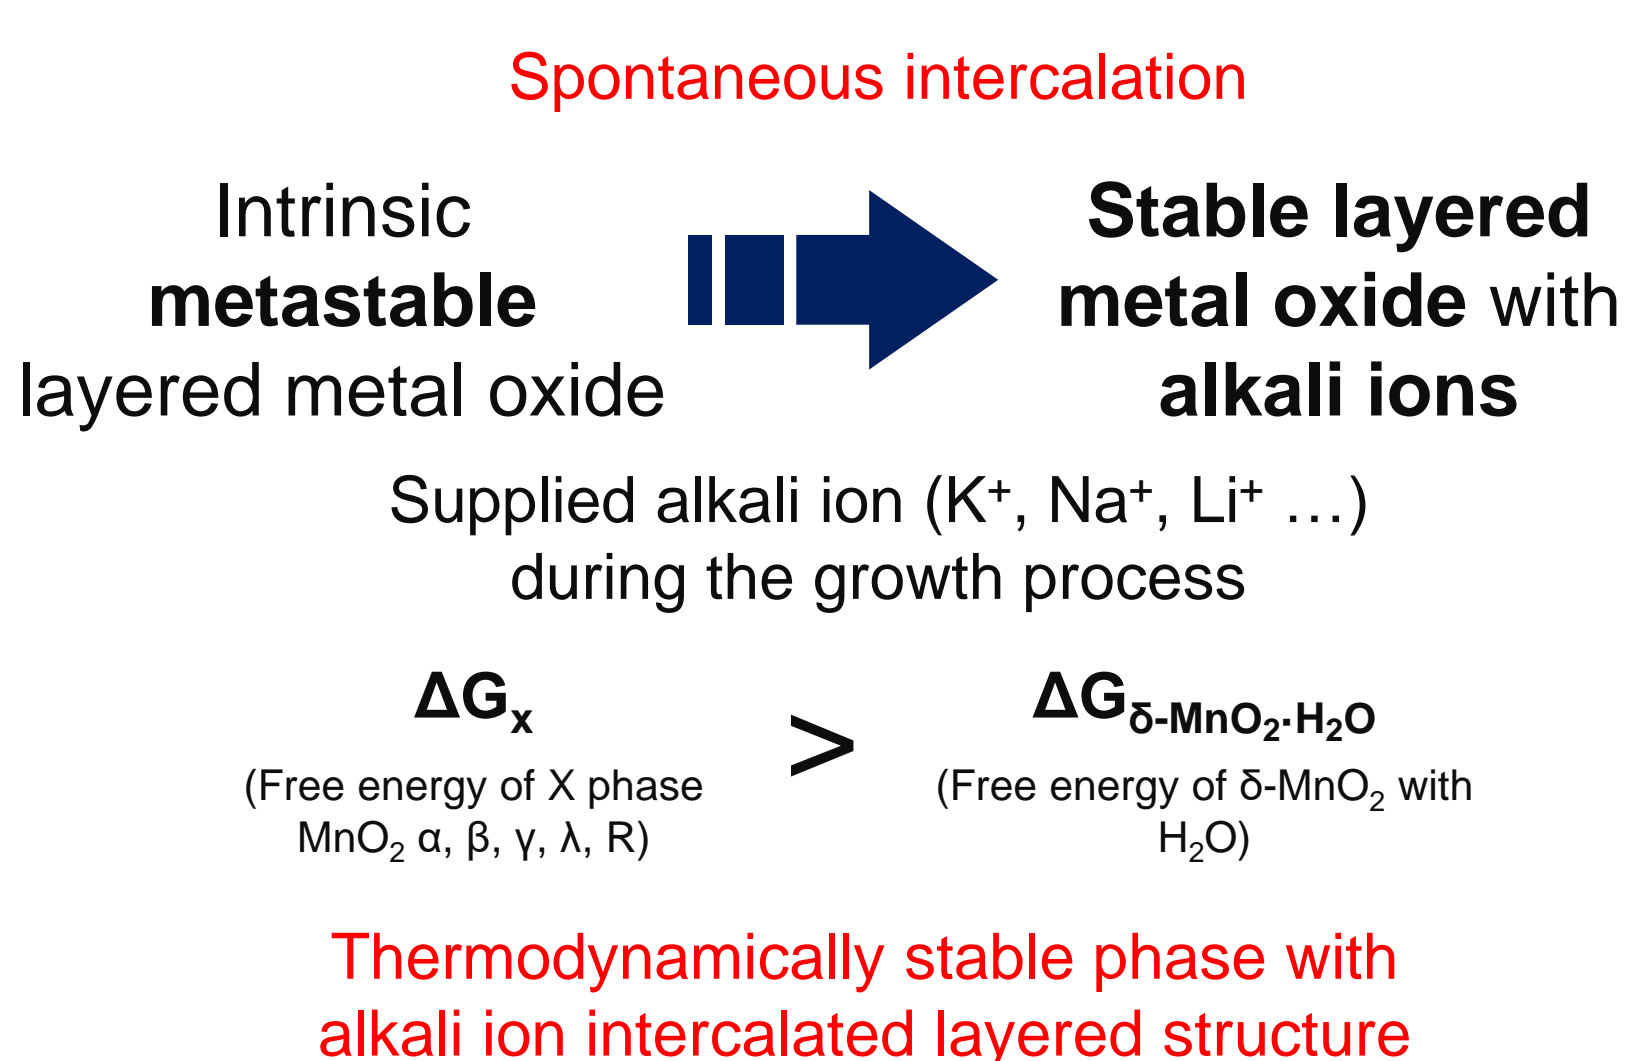 Spontaneous intercalation
Intrinsic
metastable
layered metal oxide
Stable layered
metal oxide with
alkali ions
Supplied alkali ion (K⁺, Na⁺, Li⁺ …)
during the growth process
ΔGₓ
(Free energy of X phase
MnO₂ α, β, γ, λ, R)
>
ΔG_δ-MnO₂·H₂O
(Free energy of δ-MnO₂ with
H₂O)
Thermodynamically stable phase with
alkali ion intercalated layered structure